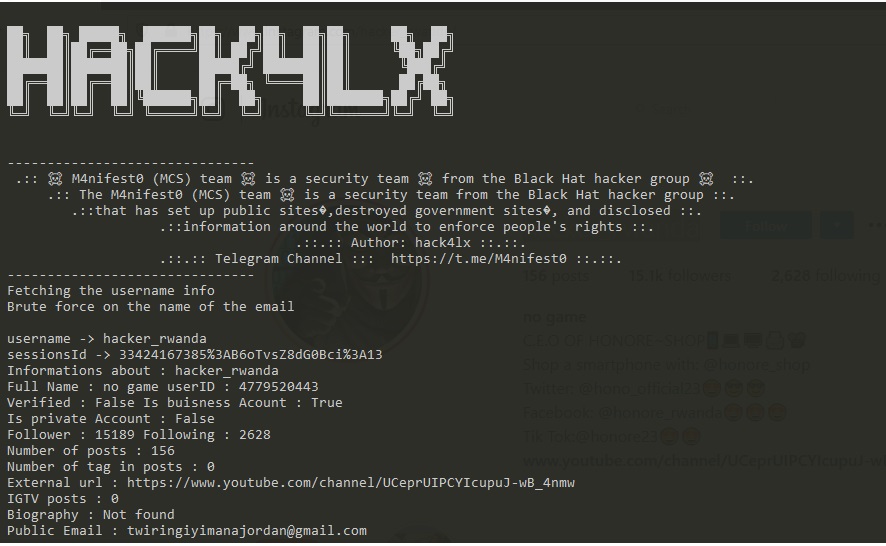 HACK4LX
-------------------------------
.:: ☠ M4nifest0 (MCS) team ☠ is a security team ☠ from the Black Hat hacker group ☠ ::.
.:: The M4nifest0 (MCS) team ☠ is a security team from the Black Hat hacker group ::.
.::that has set up public sites�,destroyed government sites�, and disclosed ::.
.::information around the world to enforce people's rights ::.
.::.:: Author: hack4lx ::.::.
.::.:: Telegram Channel ::: https://t.me/M4nifest0 ::.::.
-------------------------------
Fetching the username info
Brute force on the name of the email
username -> hacker_rwanda
sessionsId -> 33424167385%3AB6oTvsZ8dG0Bci%3A13
Informations about : hacker_rwanda
Full Name : no game userID : 4779520443
Verified : False Is buisness Acount : True
Is private Account : False
Follower : 15189 Following : 2628
Number of posts : 156
Number of tag in posts : 0
External url : https://www.youtube.com/channel/UCeprUIPCYIcupuJ-wB_4nmw
IGTV posts : 0
Biography : Not found
Public Email : twiringiyimanajordan@gmail.com
Follow
156 posts 15.1k followers 2,628 following
no game
C.E.O OF HONORE-SHOP
Shop a smartphone with: @honore_shop
Twitter: @hono_official23
Facebook: @honore_rwanda
Tik Tok:@honore23
www.youtube.com/channel/UCeprUIPCYIcupuJ-w